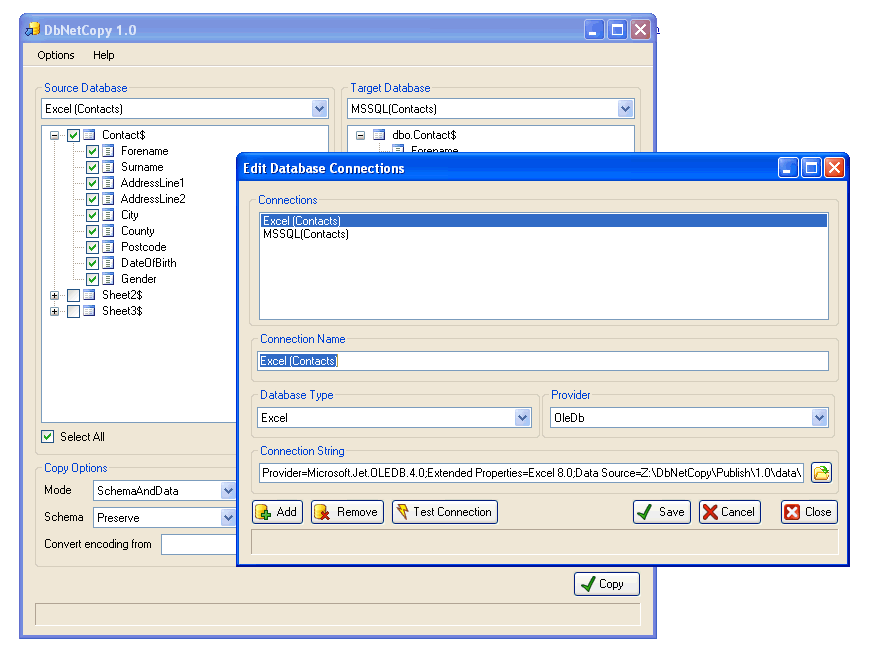 DbNetCopy 1.0
Options Help
Source Database
Excel (Contacts)
Contact$
Forename
Surname
AddressLine1
AddressLine2
City
County
Postcode
DateOfBirth
Gender
Sheet2$
Sheet3$
Select All
Target Database
MSSQL(Contacts)
dbo.Contact$
Forename
Copy Options
Mode SchemaAndData
Schema Preserve
Convert encoding from
Copy
Edit Database Connections
Connections
Excel (Contacts)
MSSQL(Contacts)
Connection Name
Excel (Contacts)
Database Type
Excel
Provider
OleDb
Connection String
Provider=Microsoft.Jet.OLEDB.4.0;Extended Properties=Excel 8.0;Data Source=Z:\DbNetCopy\Publish\1.0\data\
Add Remove Test Connection Save Cancel Close